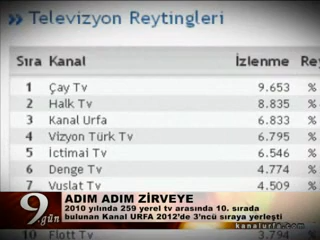 Televizyon Reytingleri
Sıra Kanal İzlenme Rey
1 Çay Tv 9.653 %
2 Halk Tv 8.835 %
3 Kanal Urfa 6.833 %
4 Vizyon Türk Tv 6.795 %
5 İctimai Tv 6.546 %
6 Denge Tv 4.774 %
7 Vuslat Tv 4.509 %
9. gün
ADIM ADIM ZİRVEYE
2010 yılında 259 yerel tv arasında 10. sırada
bulunan Kanal URFA 2012'de 3'ncü sıraya yerleşti
kanalurfa.com
10 Flott Tv 3.794 %